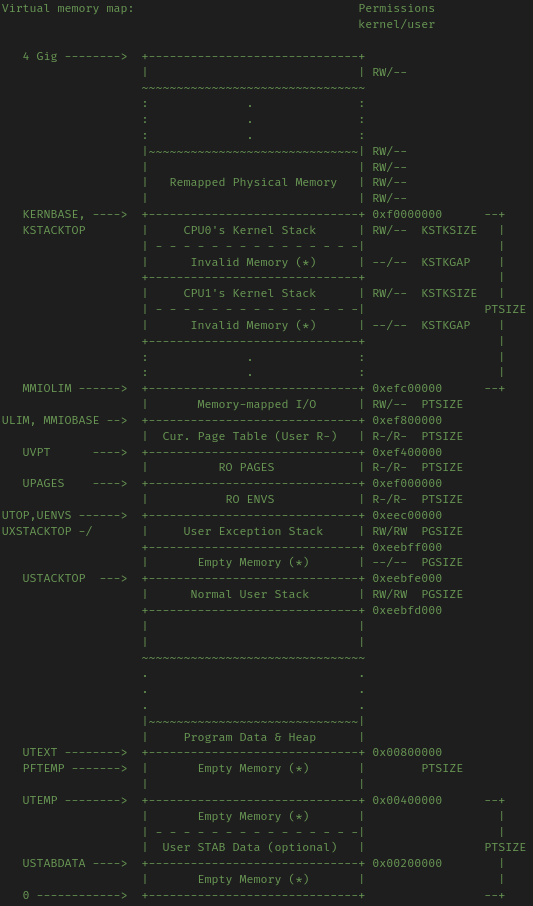 Virtual memory map:                                Permissions
                                                   kernel/user

   4 Gig -------->  +------------------------------+
                    |                              | RW/--
                    ~~~~~~~~~~~~~~~~~~~~~~~~~~~~~~~~
                    :              .               :
                    :              .               :
                    :              .               :
                    |~~~~~~~~~~~~~~~~~~~~~~~~~~~~~~| RW/--
                    |                              | RW/--
                    |   Remapped Physical Memory   | RW/--
                    |                              | RW/--
   KERNBASE, ---->  +------------------------------+ 0xf0000000      --+
   KSTACKTOP        |     CPU0's Kernel Stack      | RW/--  KSTKSIZE   |
                    | - - - - - - - - - - - - - - -|                   |
                    |      Invalid Memory (*)      | --/--  KSTKGAP    |
                    +------------------------------+                   |
                    |     CPU1's Kernel Stack      | RW/--  KSTKSIZE   |
                    | - - - - - - - - - - - - - - -|                 PTSIZE
                    |      Invalid Memory (*)      | --/--  KSTKGAP    |
                    +------------------------------+                   |
                    :              .               :                   |
                    :              .               :                   |
   MMIOLIM ------>  +------------------------------+ 0xefc00000      --+
                    |       Memory-mapped I/O      | RW/--  PTSIZE
ULIM, MMIOBASE -->  +------------------------------+ 0xef800000
                    |  Cur. Page Table (User R-)   | R-/R-  PTSIZE
   UVPT      ---->  +------------------------------+ 0xef400000
                    |          RO PAGES            | R-/R-  PTSIZE
   UPAGES    ---->  +------------------------------+ 0xef000000
                    |           RO ENVS            | R-/R-  PTSIZE
UTOP,UENVS ------>  +------------------------------+ 0xeec00000
UXSTACKTOP -/       |     User Exception Stack     | RW/RW  PGSIZE
                    +------------------------------+ 0xeebff000
                    |       Empty Memory (*)       | --/--  PGSIZE
   USTACKTOP  --->  +------------------------------+ 0xeebfe000
                    |      Normal User Stack       | RW/RW  PGSIZE
                    +------------------------------+ 0xeebfd000
                    |                              |
                    |                              |
                    ~~~~~~~~~~~~~~~~~~~~~~~~~~~~~~~~
                    .                              .
                    .                              .
                    .                              .
                    |~~~~~~~~~~~~~~~~~~~~~~~~~~~~~~|
                    |     Program Data & Heap      |
   UTEXT -------->  +------------------------------+ 0x00800000
   PFTEMP ------->  |       Empty Memory (*)       |        PTSIZE
                    |                              |
   UTEMP -------->  +------------------------------+ 0x00400000      --+
                    |       Empty Memory (*)       |                   |
                    | - - - - - - - - - - - - - - -|                   |
                    |  User STAB Data (optional)   |                 PTSIZE
   USTABDATA ---->  +------------------------------+ 0x00200000        |
                    |       Empty Memory (*)       |                   |
   0 ------------>  +------------------------------+                 --+